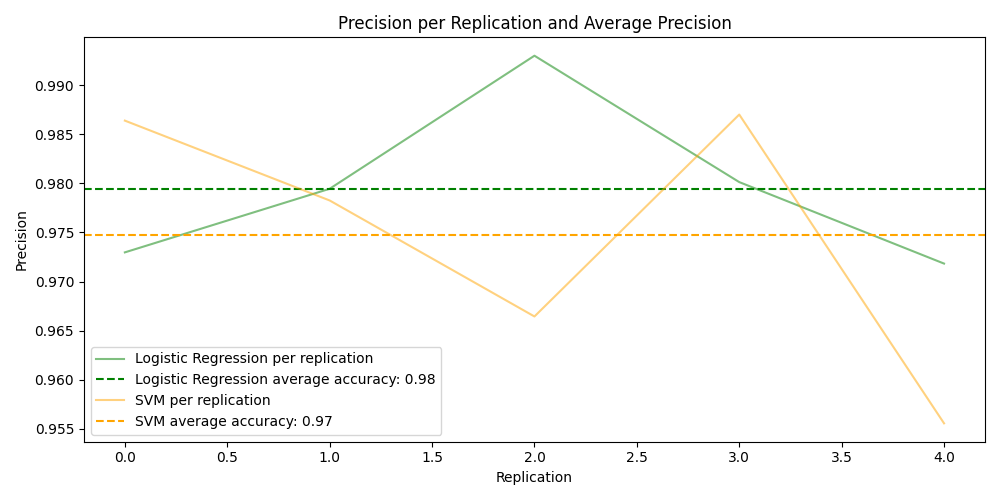 Precision per Replication and Average Precision
Precision
0.990
0.985
0.980
0.975
0.970
0.965
0.960
0.955
Logistic Regression per replication
Logistic Regression average accuracy: 0.98
SVM per replication
SVM average accuracy: 0.97
0.0 0.5 1.0 1.5 2.0 2.5 3.0 3.5 4.0
Replication